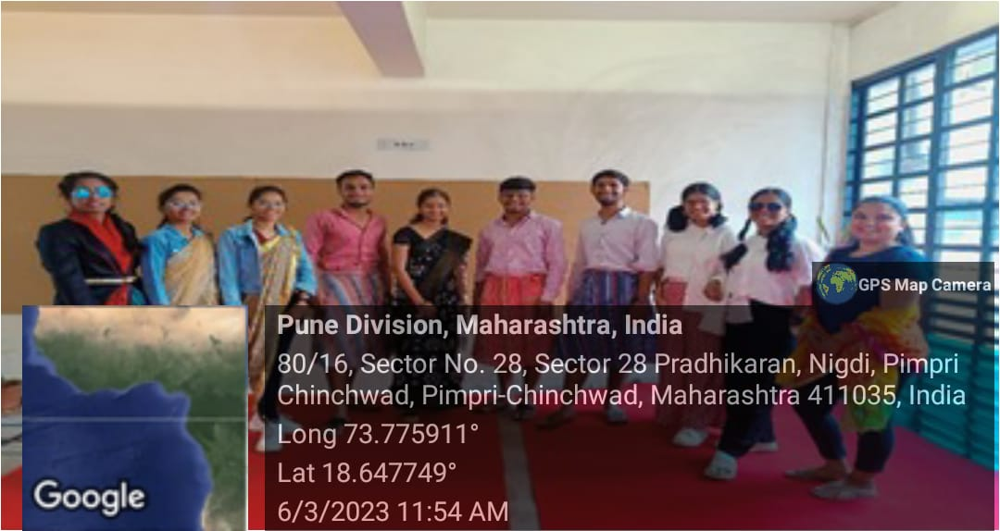 GPS Map Camera
Pune Division, Maharashtra, India
80/16, Sector No. 28, Sector 28 Pradhikaran, Nigdi, Pimpri
Chinchwad, Pimpri-Chinchwad, Maharashtra 411035, India
Long 73.775911°
Lat 18.647749°
6/3/2023 11:54 AM
Google